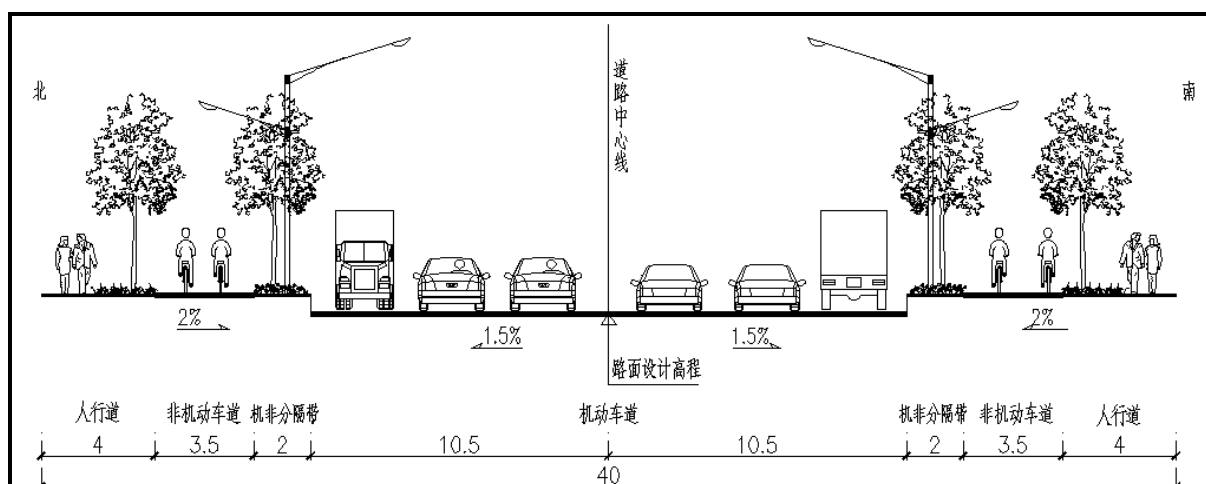 北
道路中心线
南
2%
1.5%
1.5%
2%
路面设计高程
人行道
非机动车道
机非分隔带
机动车道
机非分隔带
非机动车道
人行道
4
3.5
2
10.5
10.5
2
3.5
4
40